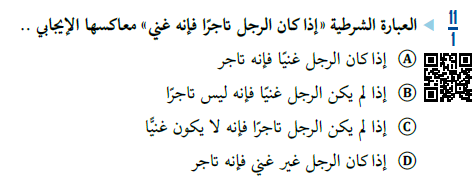 11
1
◀ العبارة الشرطية «إذا كان الرجل تاجرًا فإنه غني» معاكسها الإيجابي ..
Ⓐ إذا كان الرجل غنيًا فإنه تاجر
Ⓑ إذا لم يكن الرجل غنيًا فإنه ليس تاجرًا
Ⓒ إذا لم يكن الرجل تاجرًا فإنه لا يكون غنيًّا
Ⓓ إذا كان الرجل غير غني فإنه تاجر